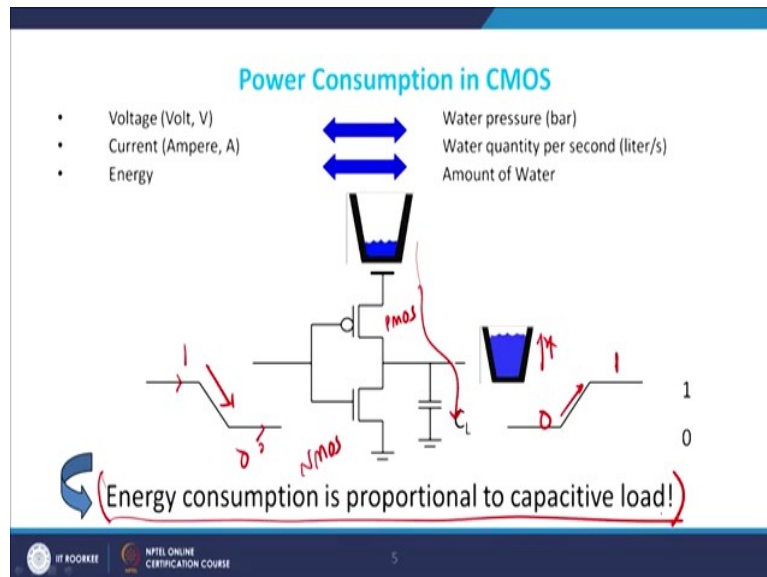 Power Consumption in CMOS
• Voltage (Volt, V) Water pressure (bar)
• Current (Ampere, A) Water quantity per second (liter/s)
• Energy Amount of Water
PMOS
1
1
1
0
0
0
NMOS
CL
Energy consumption is proportional to capacitive load!
IIT ROORKEE NPTEL ONLINE CERTIFICATION COURSE 5